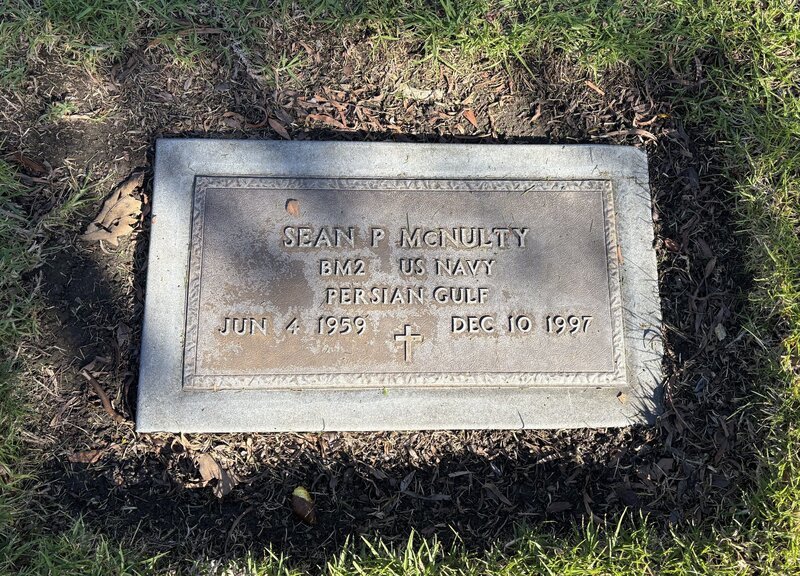 SEAN P McNULTY
BM2 US NAVY
PERSIAN GULF
JUN 4 1959 DEC 10 1997